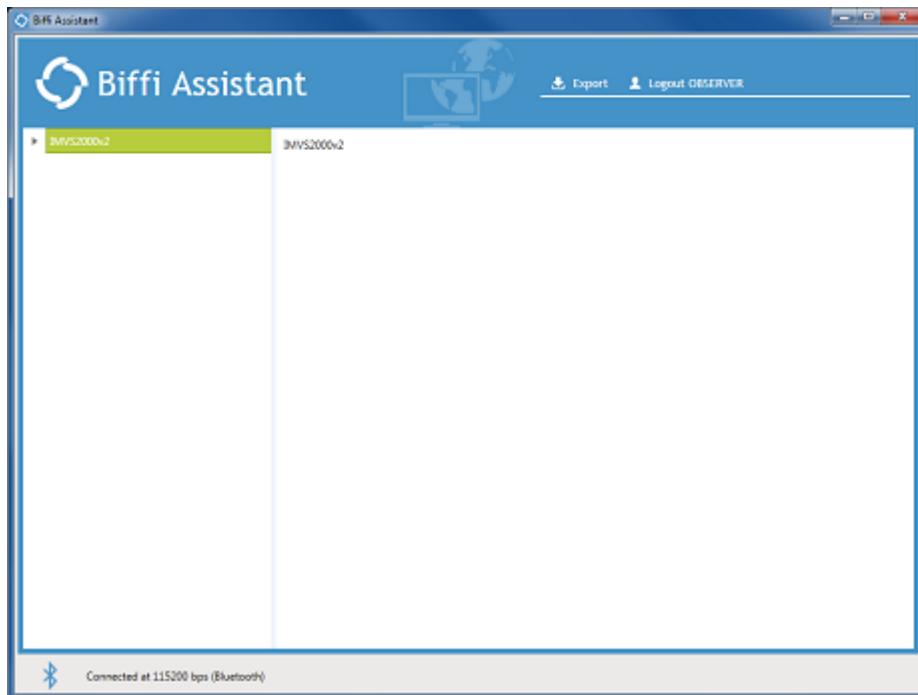 Biffi Assistant
Biffi Assistant
Export
Logout OBSERVER
IMVS2000v2
IMVS2000v2
Connected at 115200 bps (Bluetooth)